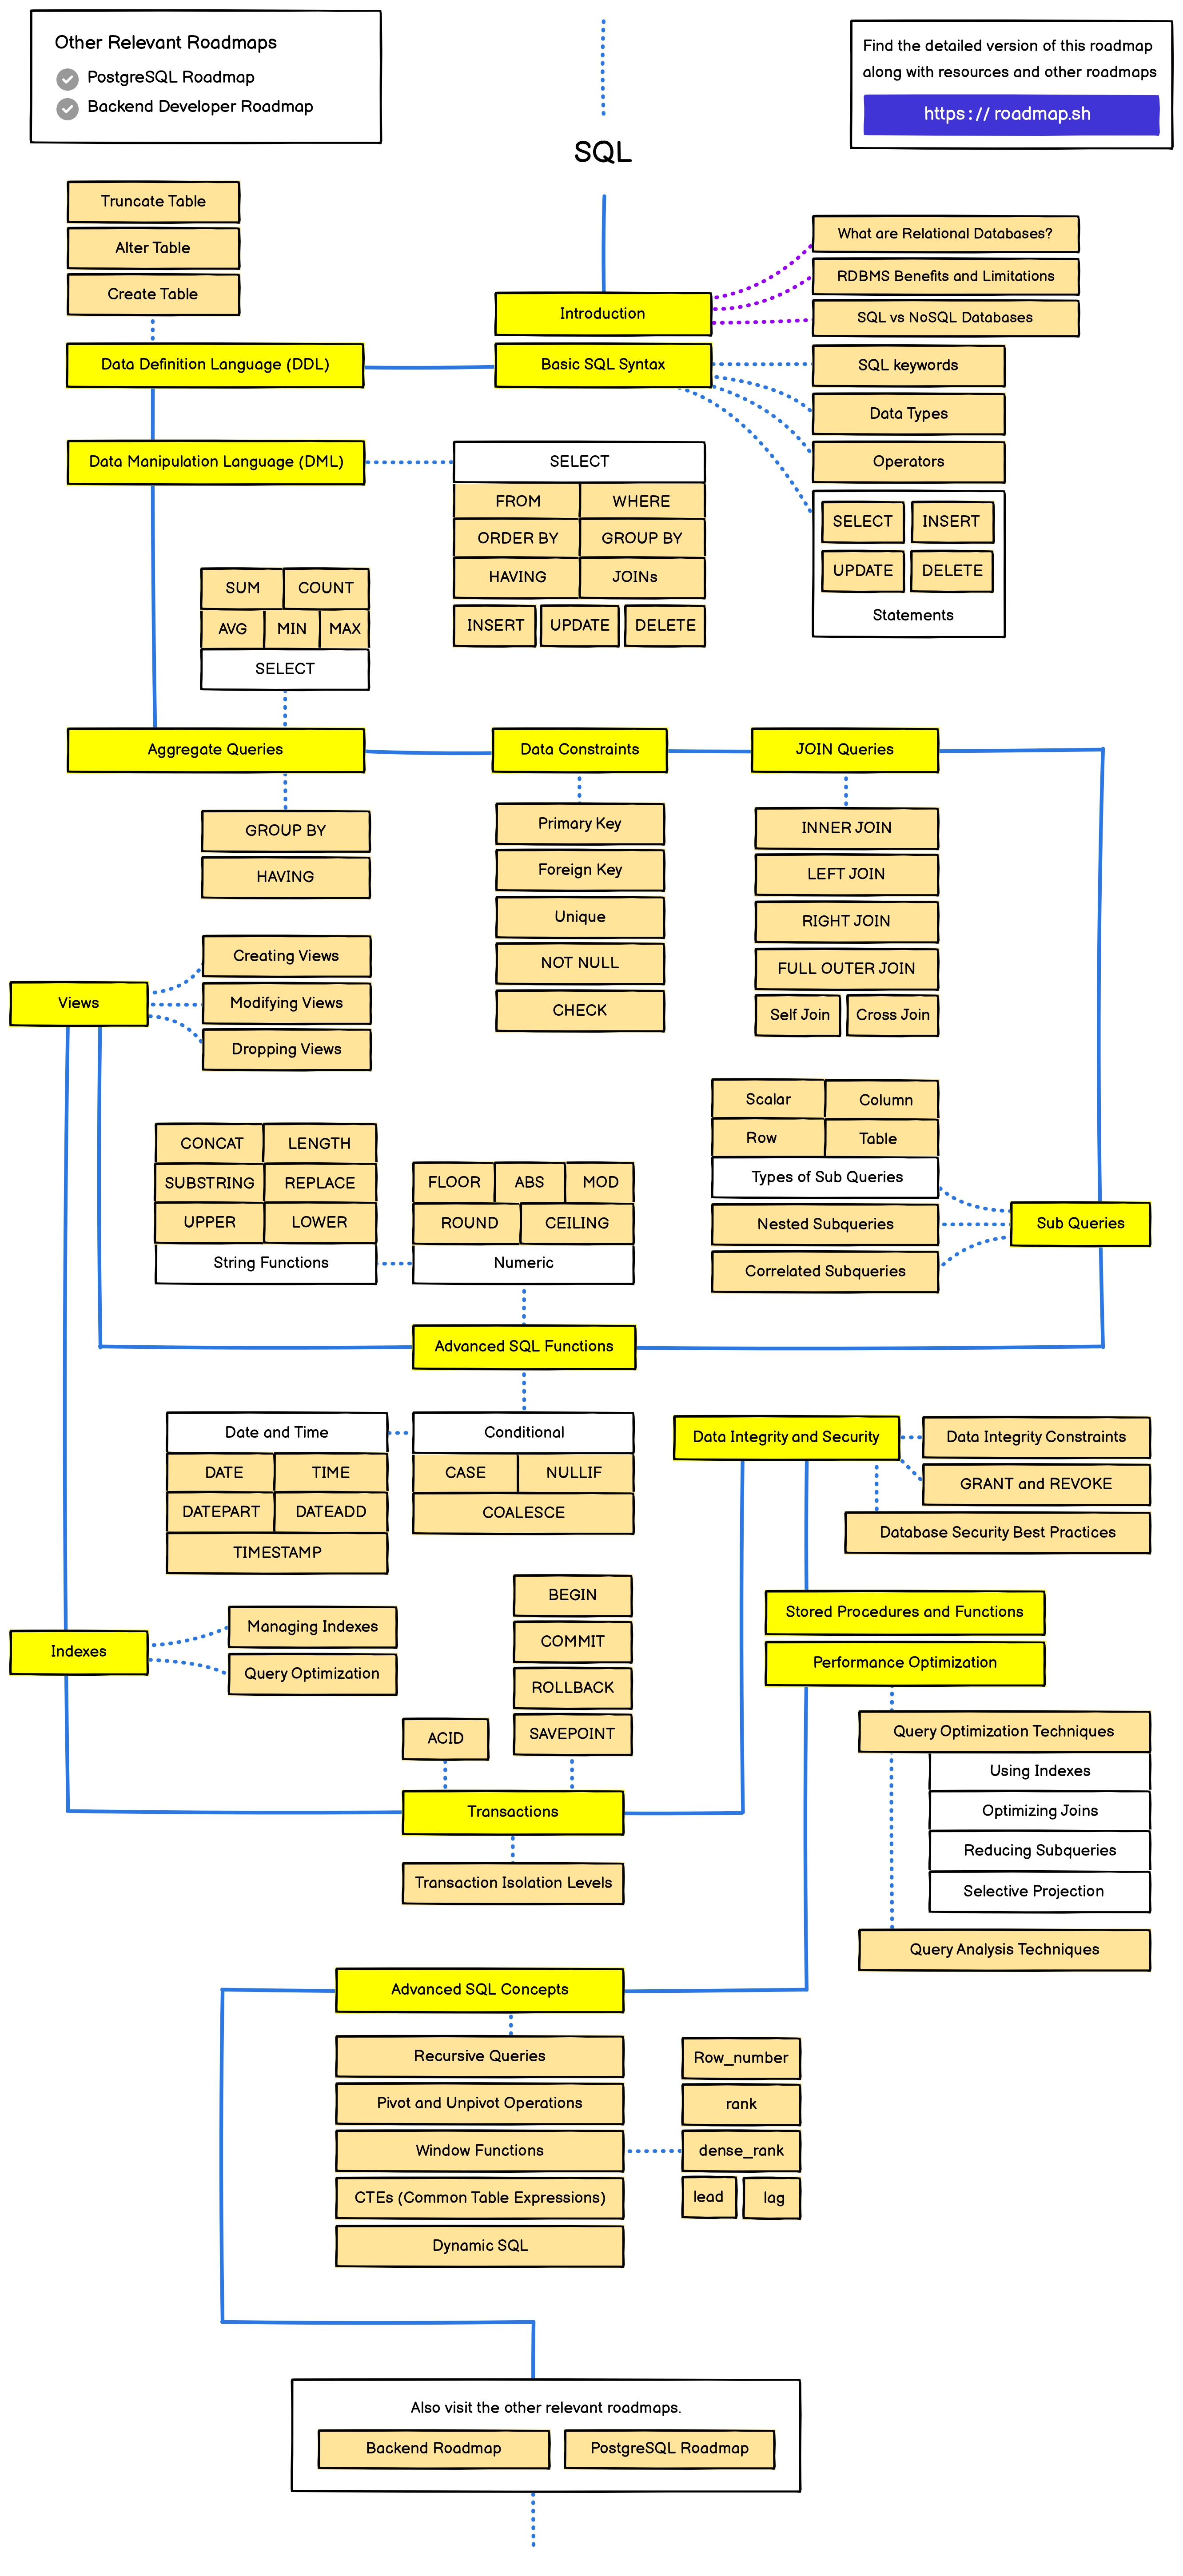 Other Relevant Roadmaps
PostgreSQL Roadmap
Backend Developer Roadmap
Find the detailed version of this roadmap
along with resources and other roadmaps
https://roadmap.sh
SQL
Truncate Table
Alter Table
Create Table
What are Relational Databases?
RDBMS Benefits and Limitations
SQL vs NoSQL Databases
Introduction
Data Definition Language (DDL)
Basic SQL Syntax
SQL keywords
Data Types
Operators
SELECT
INSERT
UPDATE
DELETE
Statements
Data Manipulation Language (DML)
SELECT
FROM
WHERE
ORDER BY
GROUP BY
HAVING
JOINs
INSERT
UPDATE
DELETE
SUM
COUNT
AVG
MIN
MAX
SELECT
Aggregate Queries
Data Constraints
JOIN Queries
GROUP BY
HAVING
Primary Key
Foreign Key
Unique
NOT NULL
CHECK
INNER JOIN
LEFT JOIN
RIGHT JOIN
FULL OUTER JOIN
Self Join
Cross Join
Views
Creating Views
Modifying Views
Dropping Views
Scalar
Column
Row
Table
Types of Sub Queries
Nested Subqueries
Correlated Subqueries
Sub Queries
CONCAT
LENGTH
SUBSTRING
REPLACE
UPPER
LOWER
String Functions
FLOOR
ABS
MOD
ROUND
CEILING
Numeric
Advanced SQL Functions
Date and Time
DATE
TIME
DATEPART
DATEADD
TIMESTAMP
Conditional
CASE
NULLIF
COALESCE
Data Integrity and Security
Data Integrity Constraints
GRANT and REVOKE
Database Security Best Practices
Indexes
Managing Indexes
Query Optimization
BEGIN
COMMIT
ROLLBACK
SAVEPOINT
ACID
Transactions
Transaction Isolation Levels
Stored Procedures and Functions
Performance Optimization
Query Optimization Techniques
Using Indexes
Optimizing Joins
Reducing Subqueries
Selective Projection
Query Analysis Techniques
Advanced SQL Concepts
Recursive Queries
Pivot and Unpivot Operations
Window Functions
CTEs (Common Table Expressions)
Dynamic SQL
Row_number
rank
dense_rank
lead
lag
Also visit the other relevant roadmaps.
Backend Roadmap
PostgreSQL Roadmap